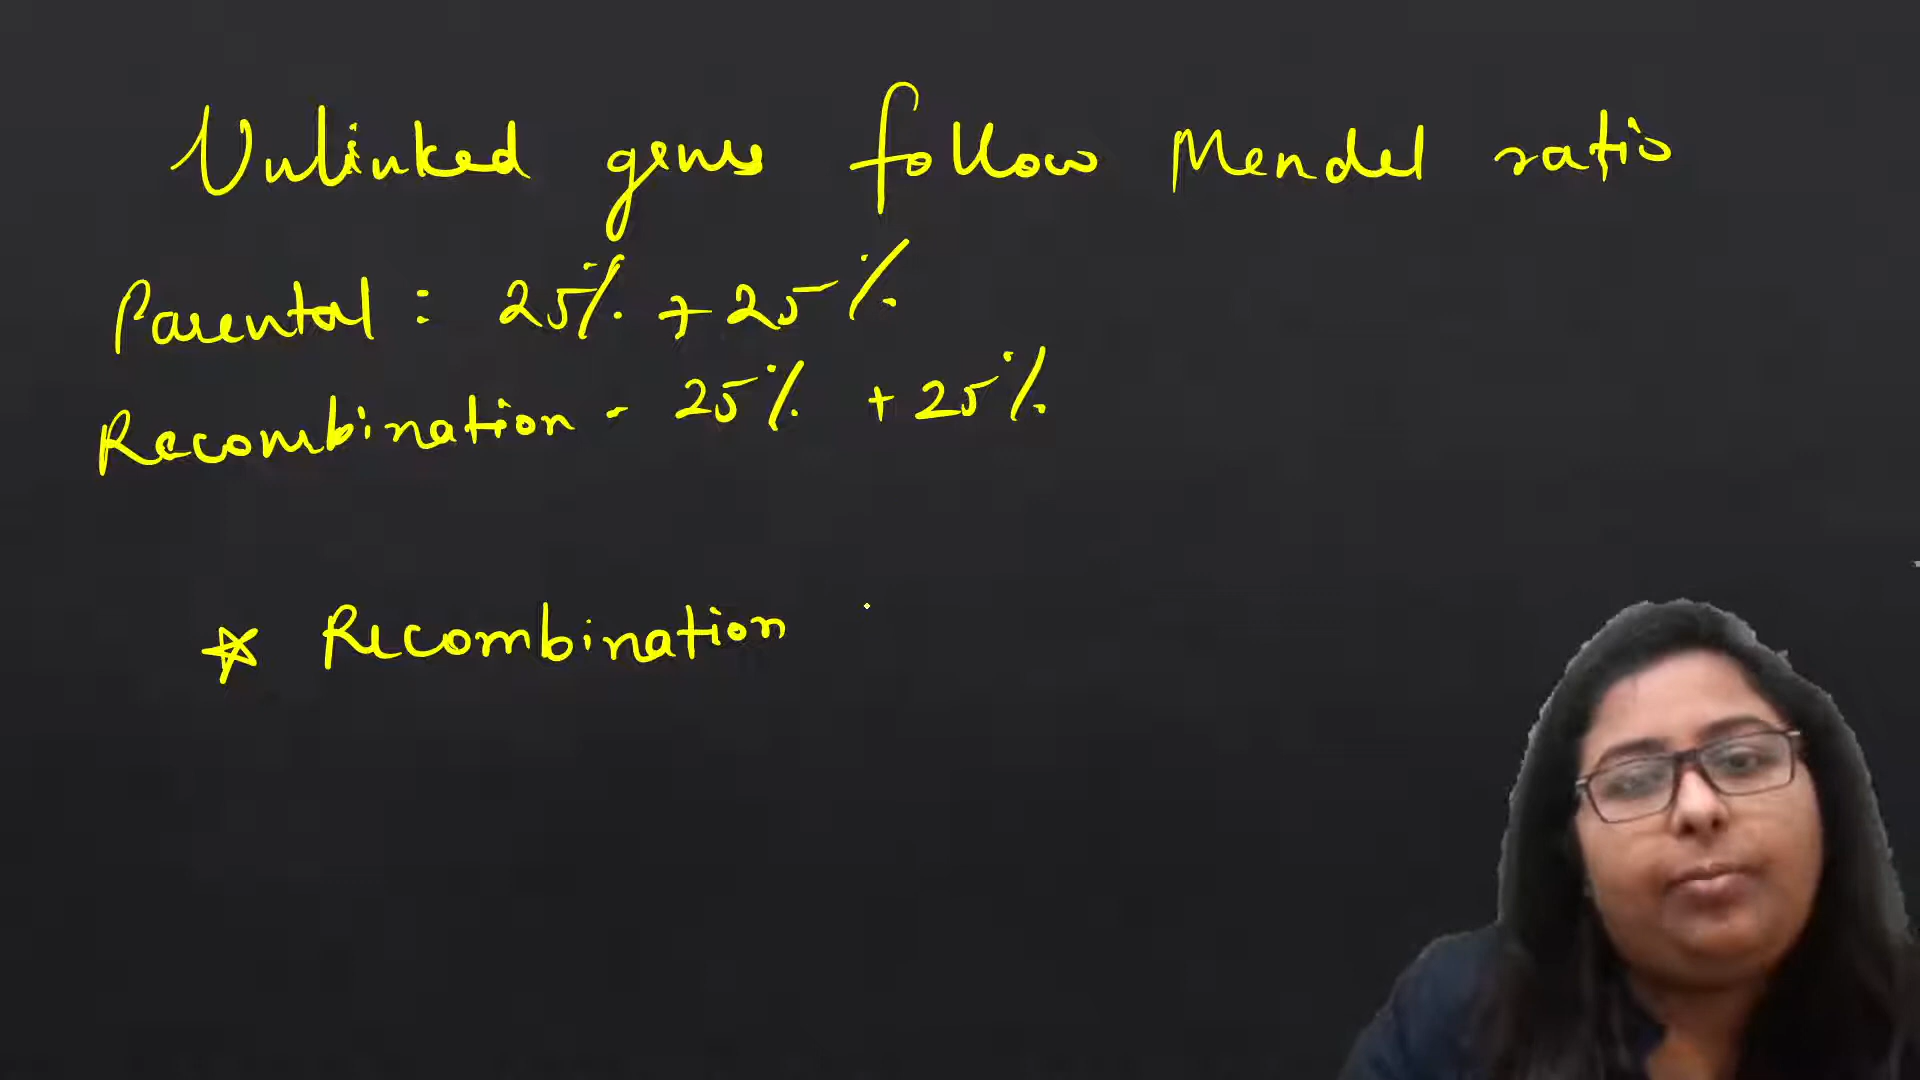 Unlinked genes follow Mendel ratio
Parental : 25% + 25%
Recombination - 25% + 25%
☆ Recombination